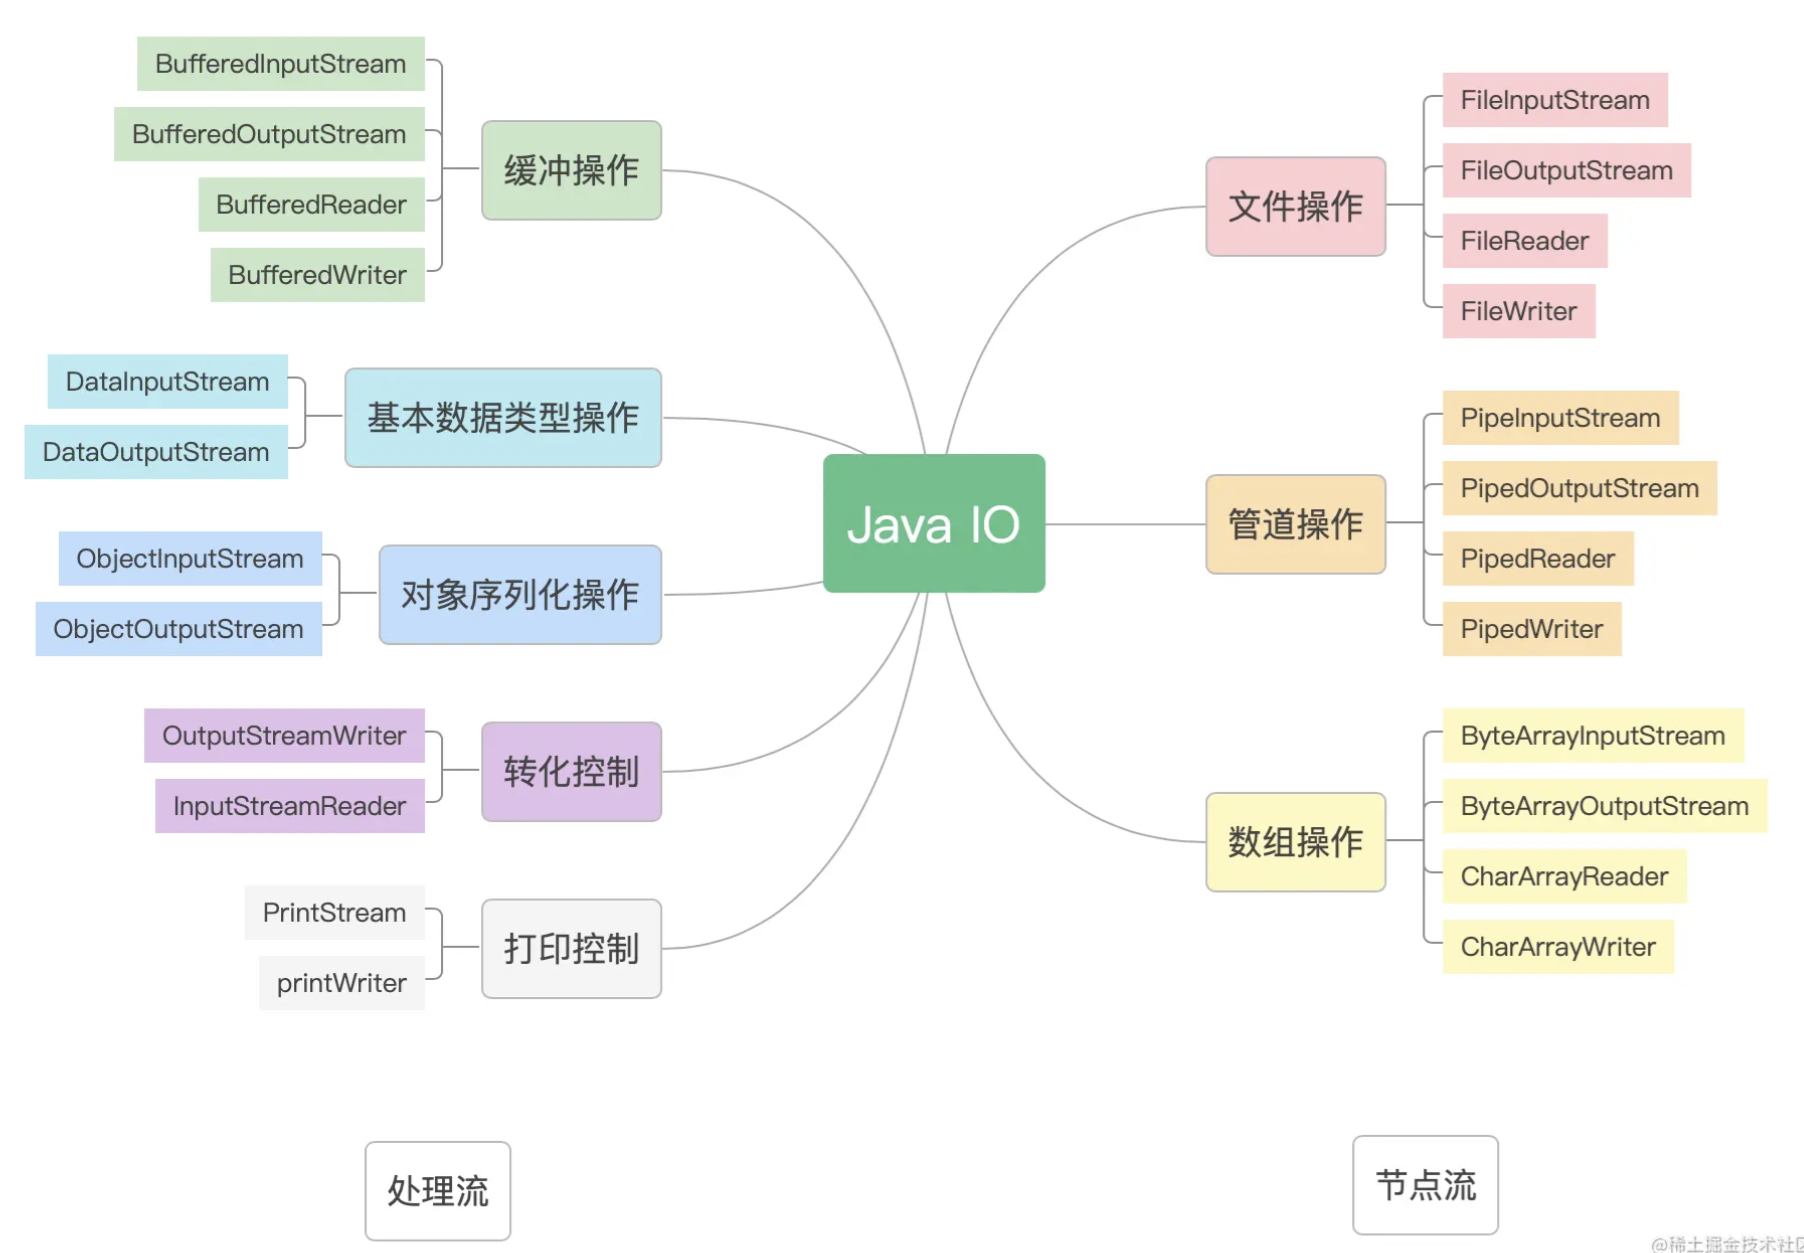 BufferedInputStream
BufferedOutputStream
BufferedReader
BufferedWriter
缓冲操作
DataInputStream
DataOutputStream
基本数据类型操作
ObjectInputStream
ObjectOutputStream
对象序列化操作
OutputStreamWriter
InputStreamReader
转化控制
PrintStream
printWriter
打印控制
Java IO
文件操作
FileInputStream
FileOutputStream
FileReader
FileWriter
管道操作
PipeInputStream
PipedOutputStream
PipedReader
PipedWriter
数组操作
ByteArrayInputStream
ByteArrayOutputStream
CharArrayReader
CharArrayWriter
处理流
节点流
@稀土掘金技术社区